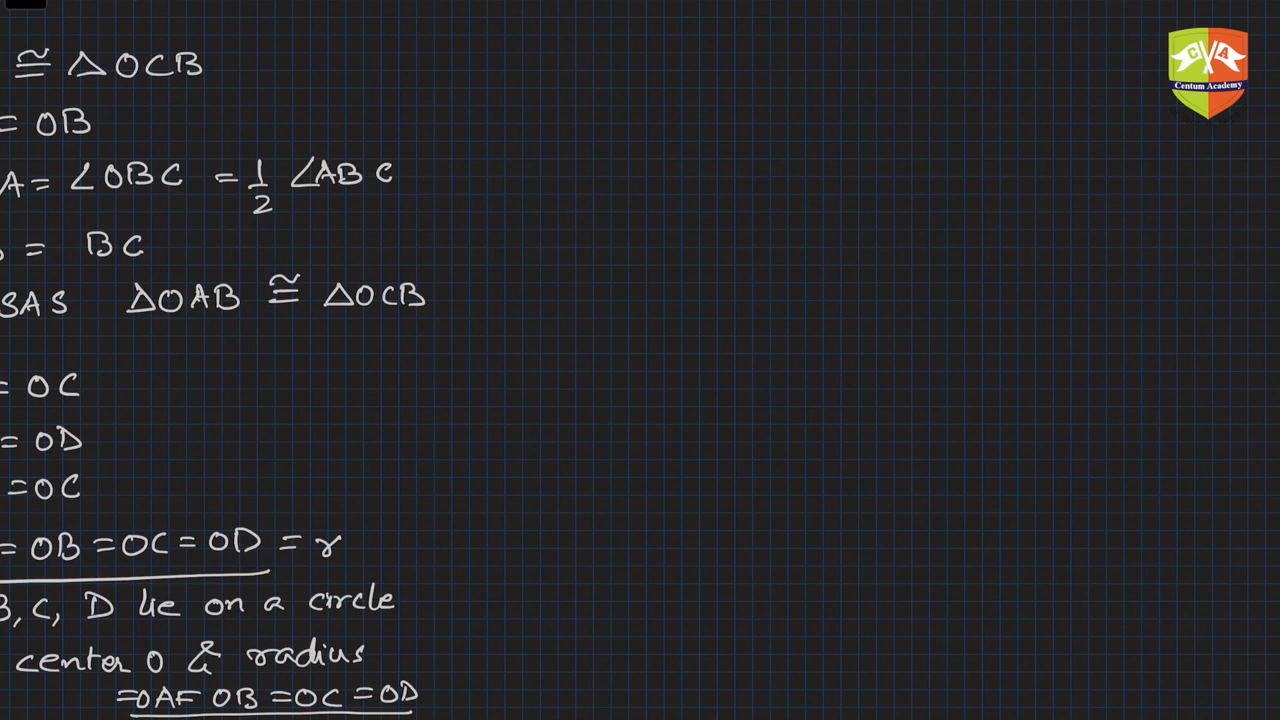 ≅ △OCB
= OB
A = ∠OBC = 1/2 ∠ABC
= BC
SAS △OAB ≅ △OCB
= OC
= OD
= OC
= OB = OC = OD = r
B, C, D lie on a circle
center O & radius
= OA = OB = OC = OD
C A
Centum Academy